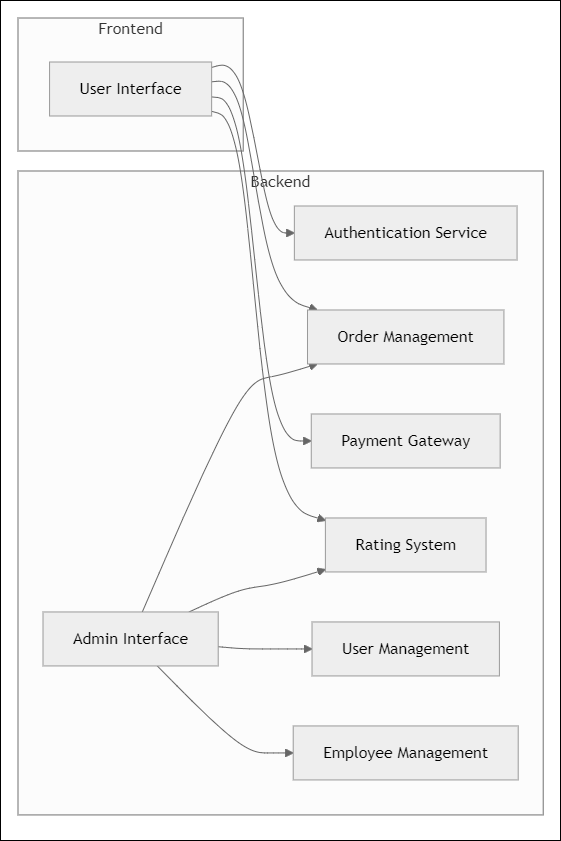 Frontend
User Interface
Backend
Authentication Service
Order Management
Payment Gateway
Rating System
Admin Interface
User Management
Employee Management